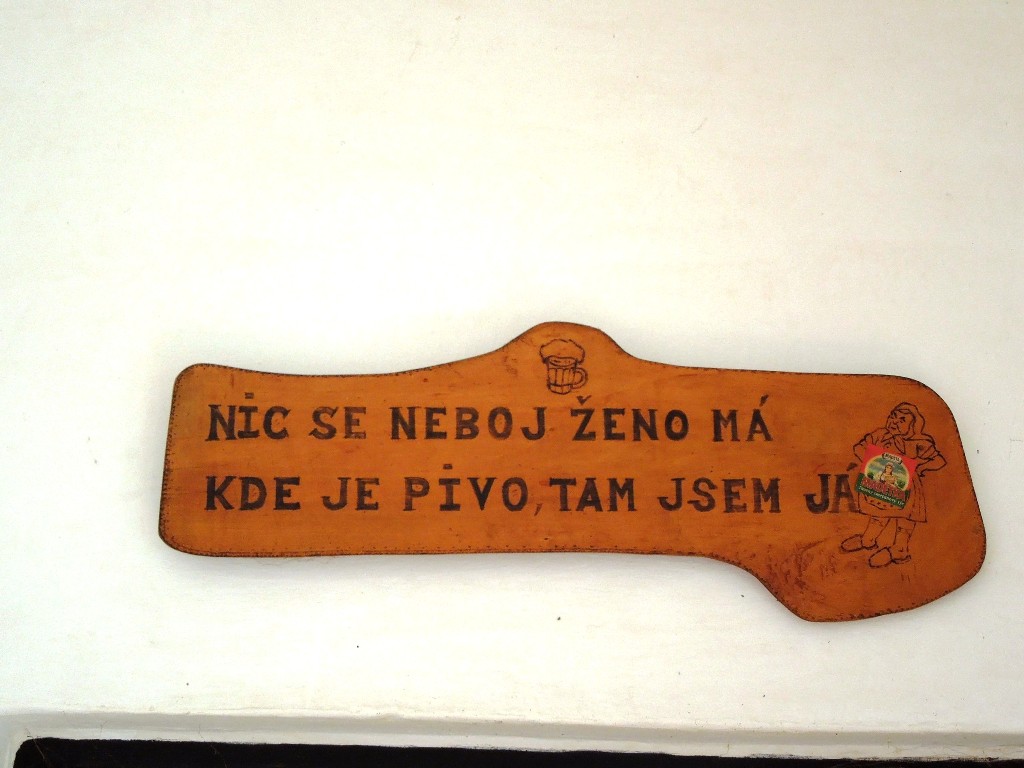 NIC SE NEBOJ ŽENO MÁ
KDE JE PIVO, TAM JSEM JÁ